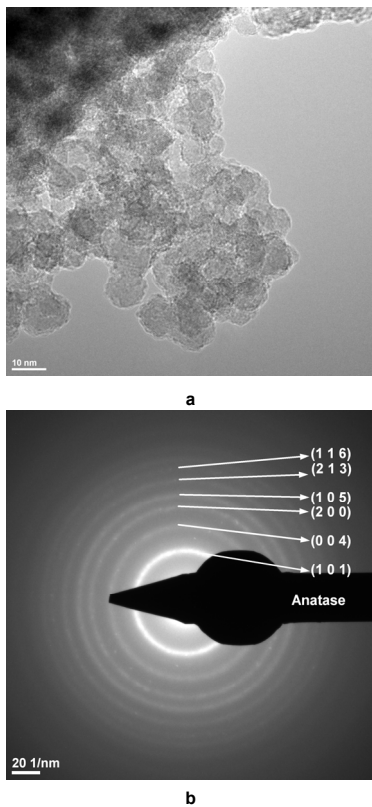 10 nm
a
(1 1 6)
(2 1 3)
(1 0 5)
(2 0 0)
(0 0 4)
(1 0 1)
Anatase
20 1/nm
b